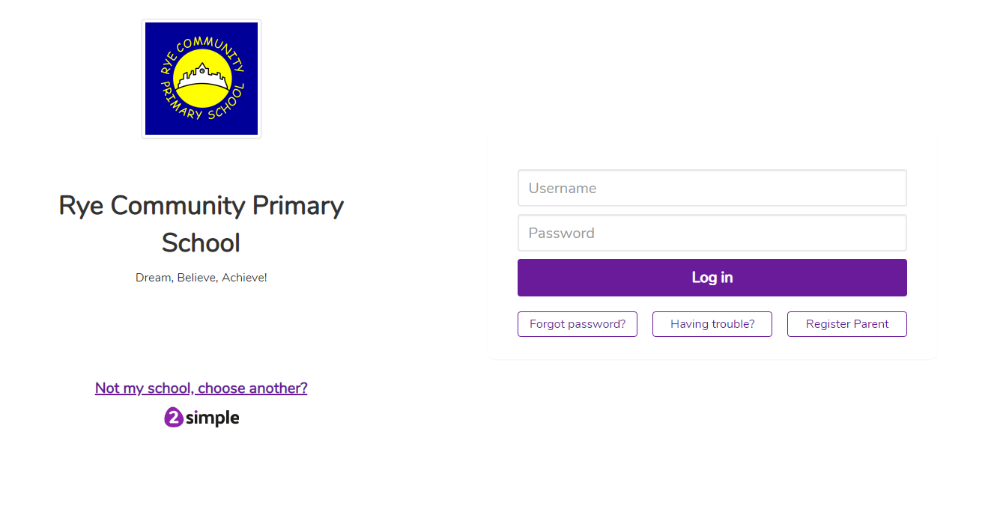 RYE COMMUNITY
PRIMARY SCHOOL
Rye Community Primary
School
Dream, Believe, Achieve!
Not my school, choose another?
2simple
Username
Password
Log in
Forgot password?
Having trouble?
Register Parent